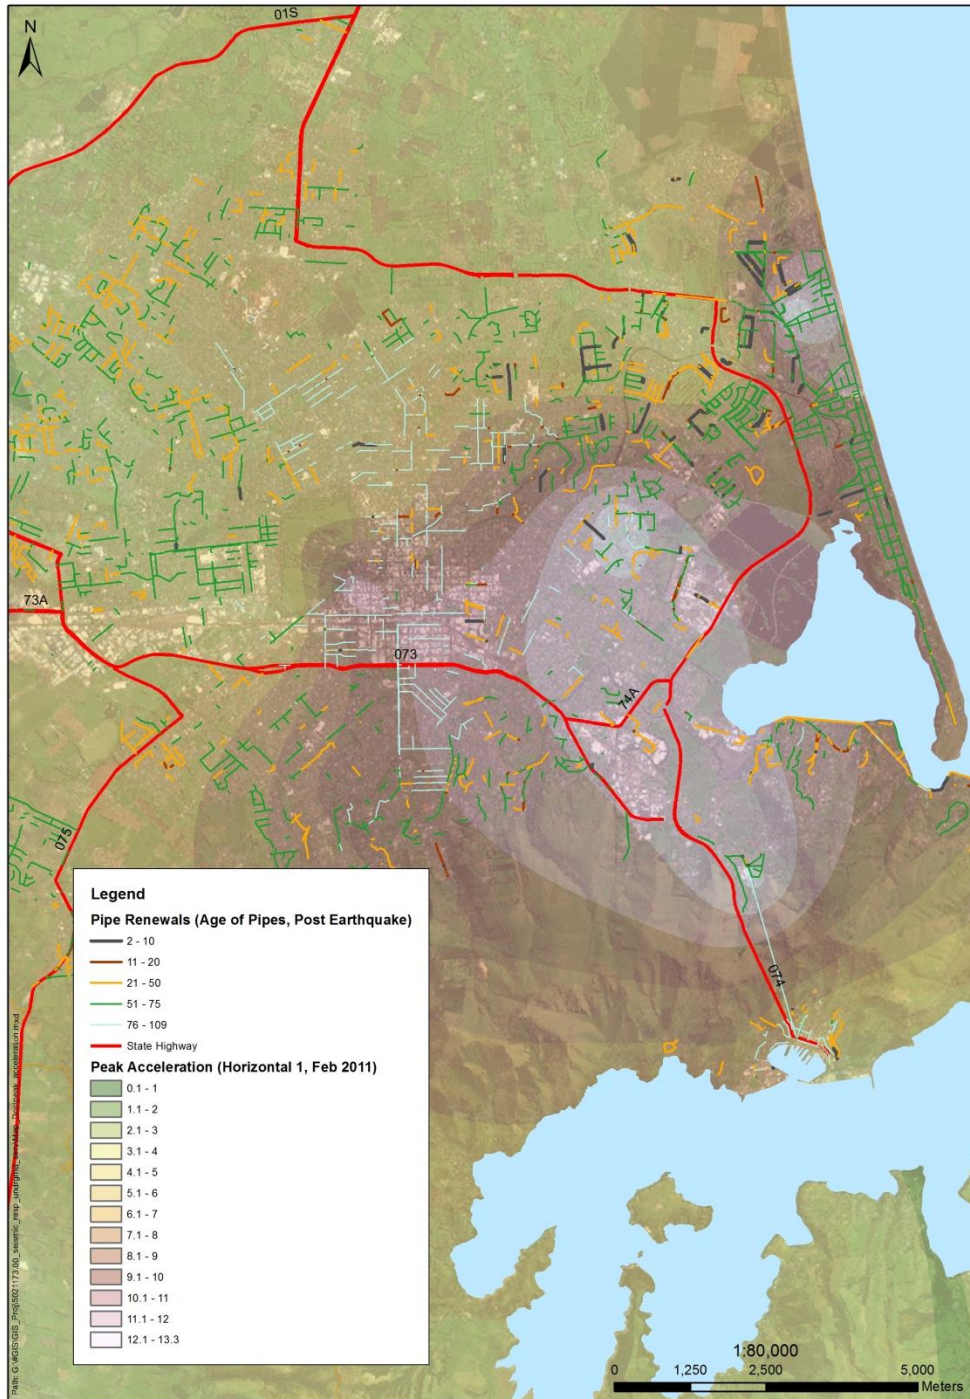 01S
N
73A
073
74A
075
074
Legend
Pipe Renewals (Age of Pipes, Post Earthquake)
2 - 10
11 - 20
21 - 50
51 - 75
76 - 109
State Highway
Peak Acceleration (Horizontal 1, Feb 2011)
0.1 - 1
1.1 - 2
2.1 - 3
3.1 - 4
4.1 - 5
5.1 - 6
6.1 - 7
7.1 - 8
8.1 - 9
9.1 - 10
10.1 - 11
11.1 - 12
12.1 - 13.3
1:80,000
0 1,250 2,500 5,000
Meters